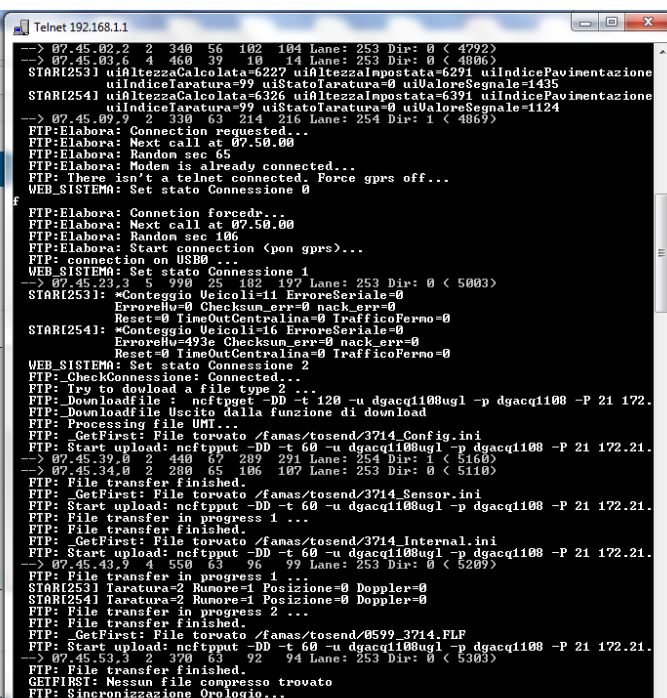 Telnet 192.168.1.1
--> 07.45.02,2 2 340 56 102 104 Lane: 253 Dir: 0 ( 4792)
--> 07.45.03,6 4 460 39 10 14 Lane: 253 Dir: 0 ( 4806)
STAR[253] uiAltezzaCalcolata=6227 uiAltezzaImpostata=6291 uiIndicePavimentazione
uiIndiceTaratura=99 uiStatoTaratura=0 uiValoreSegnale=1435
STAR[254] uiAltezzaCalcolata=6326 uiAltezzaImpostata=6391 uiIndicePavimentazione
uiIndiceTaratura=99 uiStatoTaratura=0 uiValoreSegnale=1124
--> 07.45.09,9 2 330 63 214 216 Lane: 254 Dir: 1 ( 4869)
FTP:Elabora: Connection requested...
FTP:Elabora: Next call at 07.50.00
FTP:Elabora: Random sec 65
FTP:Elabora: Modem is already connected...
FTP: There isn't a telnet connected. Force gprs off...
WEB_SISTEMA: Set stato Connessione 0
f
FTP:Elabora: Connetion forcedr...
FTP:Elabora: Next call at 07.50.00
FTP:Elabora: Random sec 106
FTP:Elabora: Start connection (pon gprs)...
FTP: connection on USB0 ...
WEB_SISTEMA: Set stato Connessione 1
--> 07.45.23,3 5 990 25 182 197 Lane: 253 Dir: 0 ( 5003)
STAR[253]: *Conteggio Veicoli=11 ErroreSeriale=0
ErroreHw=0 Checksum_err=0 nack_err=0
Reset=0 TimeOutCentralina=0 TrafficoFermo=0
STAR[254]: *Conteggio Veicoli=16 ErroreSeriale=0
ErroreHw=493e Checksum_err=0 nack_err=0
Reset=0 TimeOutCentralina=0 TrafficoFermo=0
WEB_SISTEMA: Set stato Connessione 2
FTP:_CheckConnessione: Connected...
FTP: Try to dowload a file type 2 ...
FTP:_Downloadfile : ncftpget -DD -t 120 -u dgacq1108ugl -p dgacq1108 -P 21 172.
FTP:_Downloadfile Uscito dalla funzione di download
FTP: Processing file UMT...
FTP: _GetFirst: File torvato /famas/tosend/3714_Config.ini
FTP: Start upload: ncftpput -DD -t 60 -u dgacq1108ugl -p dgacq1108 -P 21 172.21.
--> 07.45.39,0 2 440 67 289 291 Lane: 254 Dir: 1 ( 5160)
--> 07.45.34,0 2 280 65 106 107 Lane: 253 Dir: 0 ( 5110)
FTP: File transfer finished.
FTP: _GetFirst: File torvato /famas/tosend/3714_Sensor.ini
FTP: Start upload: ncftpput -DD -t 60 -u dgacq1108ugl -p dgacq1108 -P 21 172.21.
FTP: File transfer in progress 1 ...
FTP: File transfer finished.
FTP: _GetFirst: File torvato /famas/tosend/3714_Internal.ini
FTP: Start upload: ncftpput -DD -t 60 -u dgacq1108ugl -p dgacq1108 -P 21 172.21.
--> 07.45.43,9 4 550 63 96 99 Lane: 253 Dir: 0 ( 5209)
FTP: File transfer in progress 1 ...
STAR[253] Taratura=2 Rumore=1 Posizione=0 Doppler=0
STAR[254] Taratura=2 Rumore=1 Posizione=0 Doppler=0
FTP: File transfer in progress 2 ...
FTP: File transfer finished.
FTP: _GetFirst: File torvato /famas/tosend/0599_3714.FLF
FTP: Start upload: ncftpput -DD -t 60 -u dgacq1108ugl -p dgacq1108 -P 21 172.21.
--> 07.45.53,3 2 370 63 92 94 Lane: 253 Dir: 0 ( 5303)
FTP: File transfer finished.
GETFIRST: Nessun file compresso trovato
FTP: Sincronizzazione Orologio...